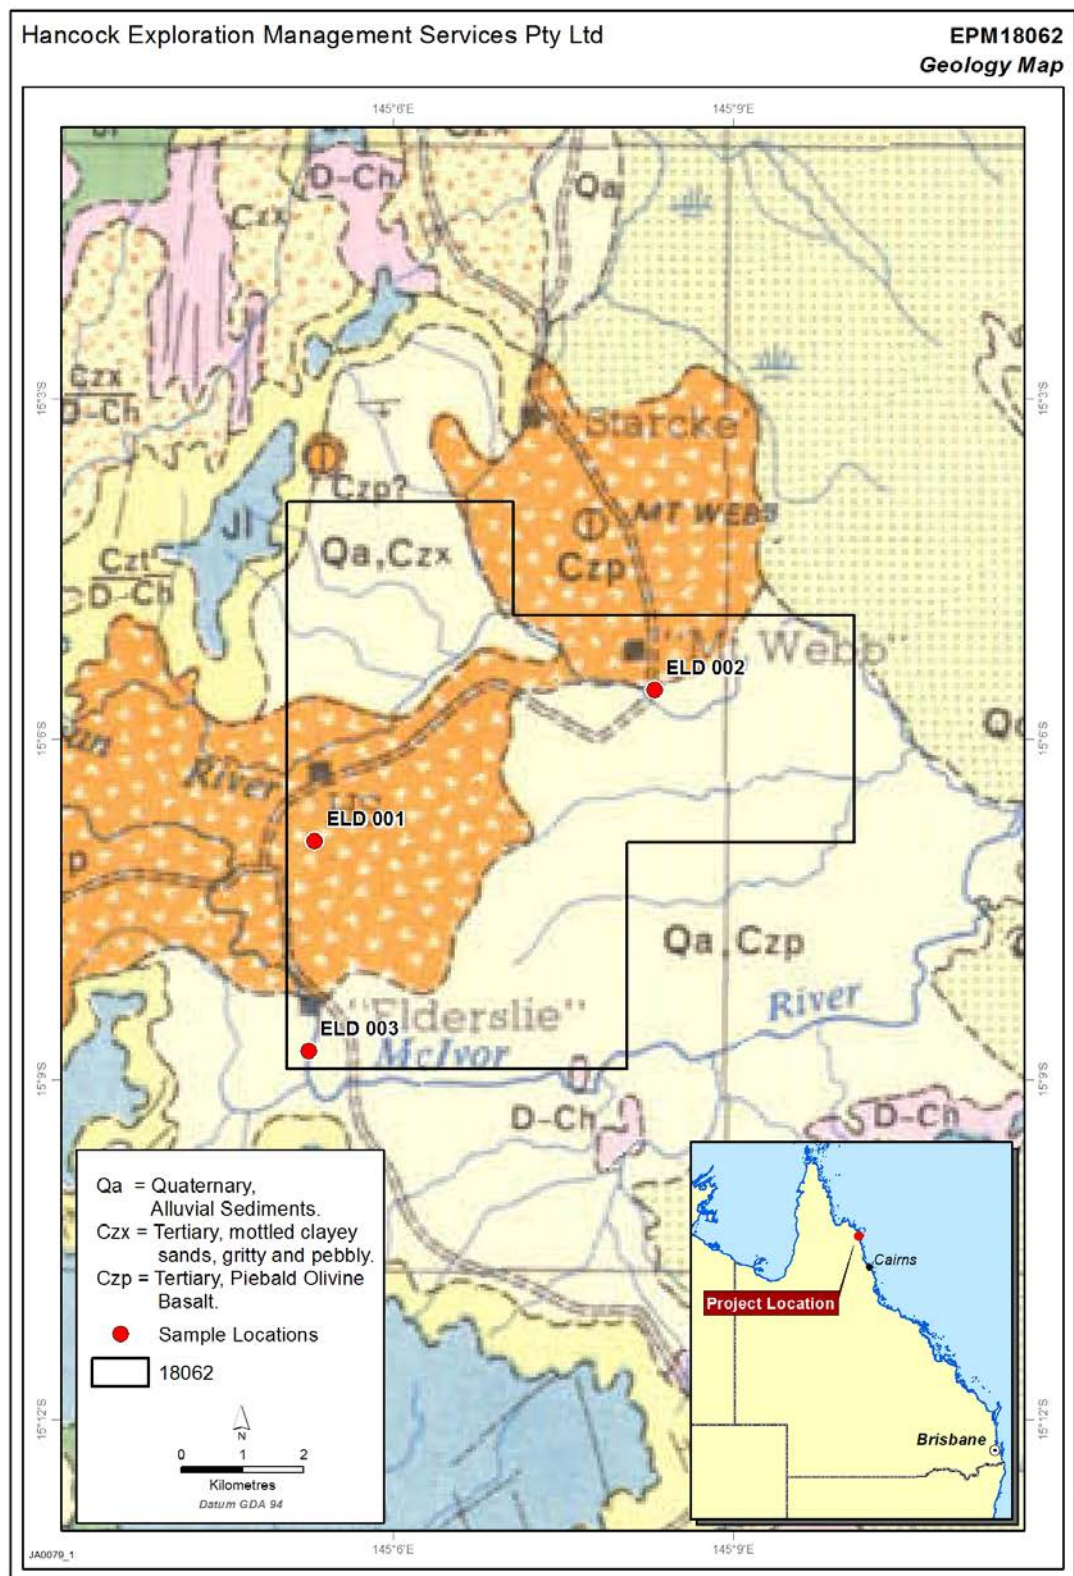 Hancock Exploration Management Services Pty Ltd
EPM18062
Geology Map
145°6'E
145°9'E
Czx
D-Ch
Qa
Czx
15°3'S
15°3'S
Czx
D-Ch
Starcke
Czp?
MT WEBB
Jl
Qa,Czx
Czp
Czt
D-Ch
"Mt Webb"
ELD 002
15°6'S
15°6'S
River
ELD 001
p
Qa,Czp
River
"Elderslie"
ELD 003
McIvor
15°9'S
15°9'S
D-Ch
D-Ch
Qa = Quaternary,
Alluvial Sediments.
Czx = Tertiary, mottled clayey
sands, gritty and pebbly.
Czp = Tertiary, Piebald Olivine
Basalt.
Sample Locations
18062
N
0 1 2
Kilometres
Datum GDA 94
Cairns
Project Location
Brisbane
15°12'S
15°12'S
145°6'E
145°9'E
JA0079_1